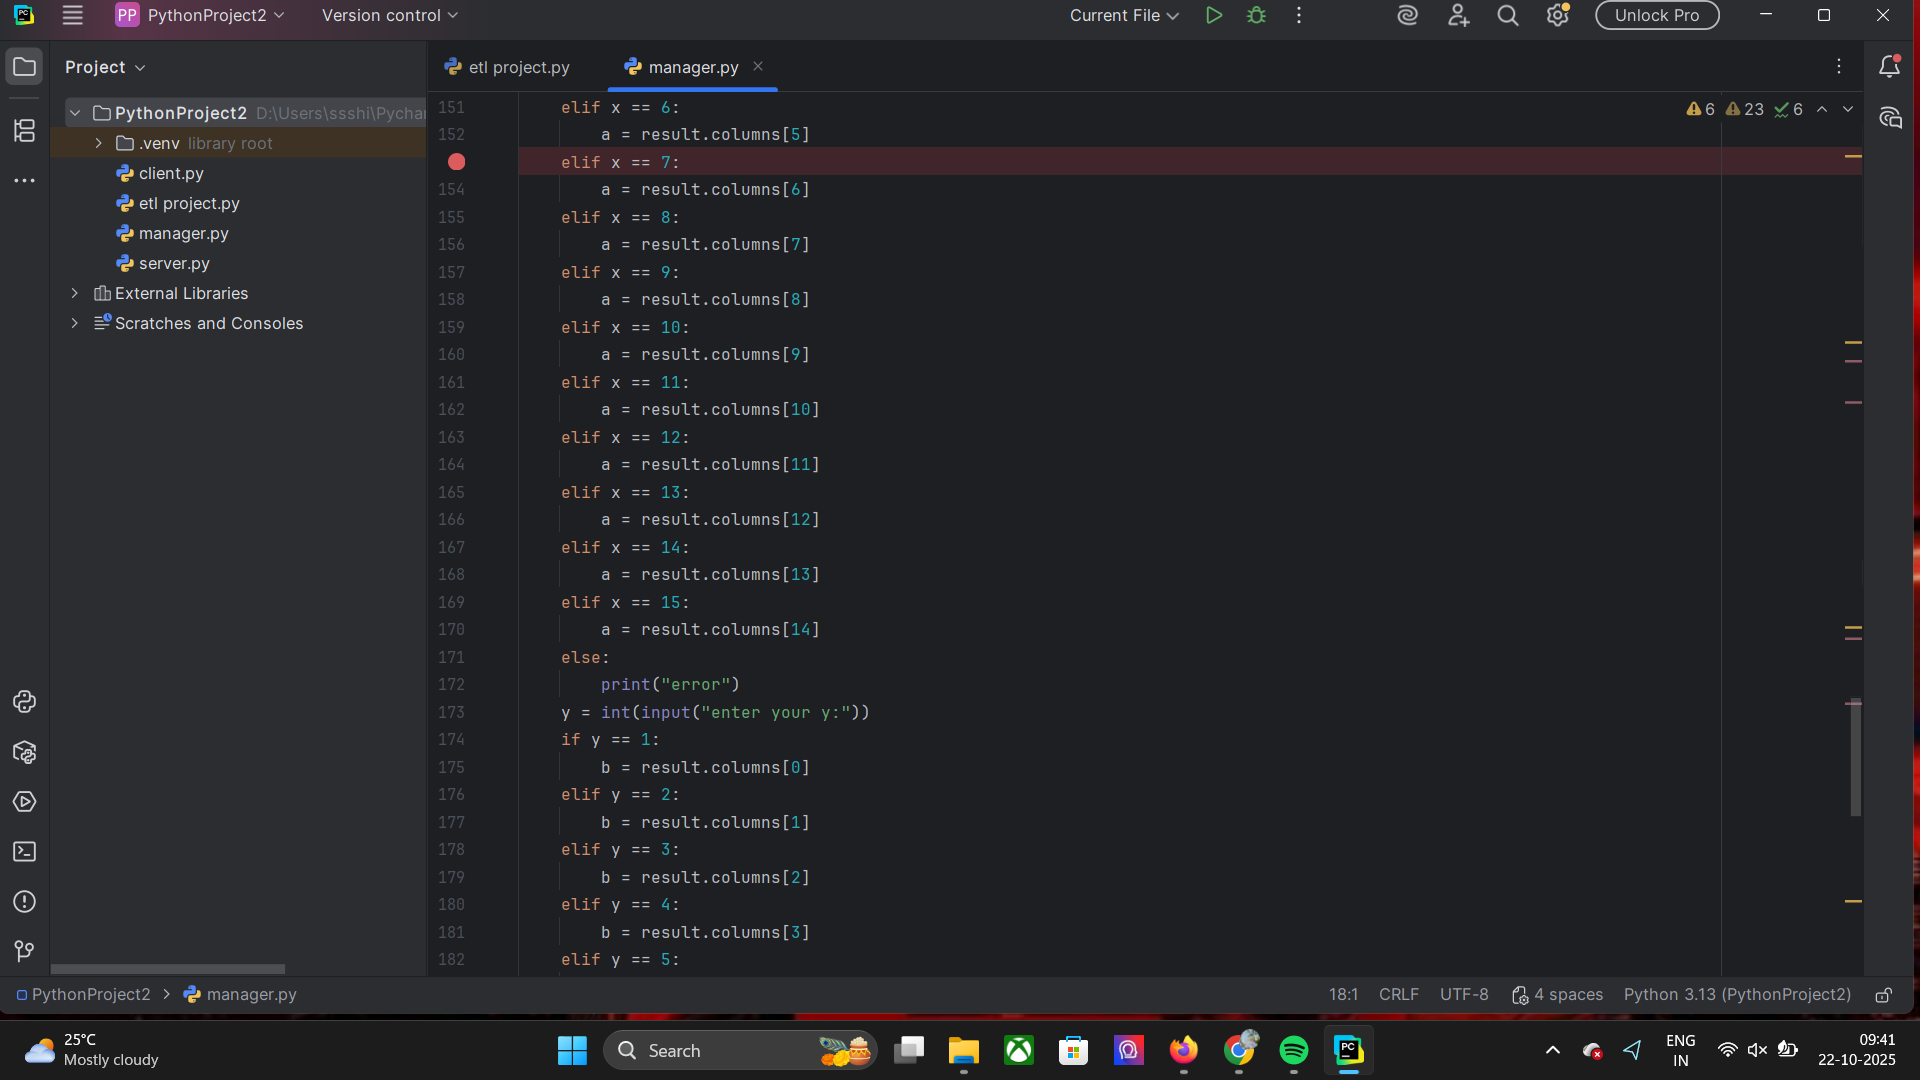 PP PythonProject2 Version control Current File Unlock Pro
Project
etl project.py manager.py
PythonProject2 D:\Users\ssshi\Pychar
.venv library root
client.py
etl project.py
manager.py
server.py
External Libraries
Scratches and Consoles
6 23 6
151 elif x == 6:
152 a = result.columns[5]
elif x == 7:
154 a = result.columns[6]
155 elif x == 8:
156 a = result.columns[7]
157 elif x == 9:
158 a = result.columns[8]
159 elif x == 10:
160 a = result.columns[9]
161 elif x == 11:
162 a = result.columns[10]
163 elif x == 12:
164 a = result.columns[11]
165 elif x == 13:
166 a = result.columns[12]
167 elif x == 14:
168 a = result.columns[13]
169 elif x == 15:
170 a = result.columns[14]
171 else:
172 print("error")
173 y = int(input("enter your y:"))
174 if y == 1:
175 b = result.columns[0]
176 elif y == 2:
177 b = result.columns[1]
178 elif y == 3:
179 b = result.columns[2]
180 elif y == 4:
181 b = result.columns[3]
182 elif y == 5:
PythonProject2 > manager.py 18:1 CRLF UTF-8 4 spaces Python 3.13 (PythonProject2)
25°C
Mostly cloudy
Search
PC
ENG
IN
09:41
22-10-2025